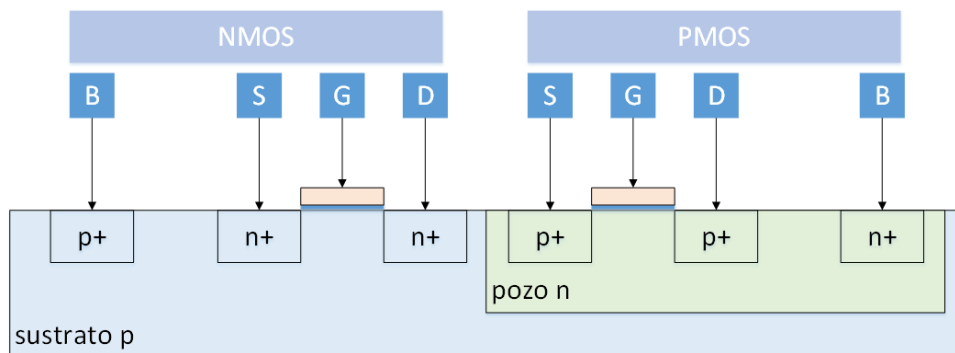 NMOS PMOS
B S G D S G D B
p+ n+ n+ p+ p+ n+
pozo n
sustrato p